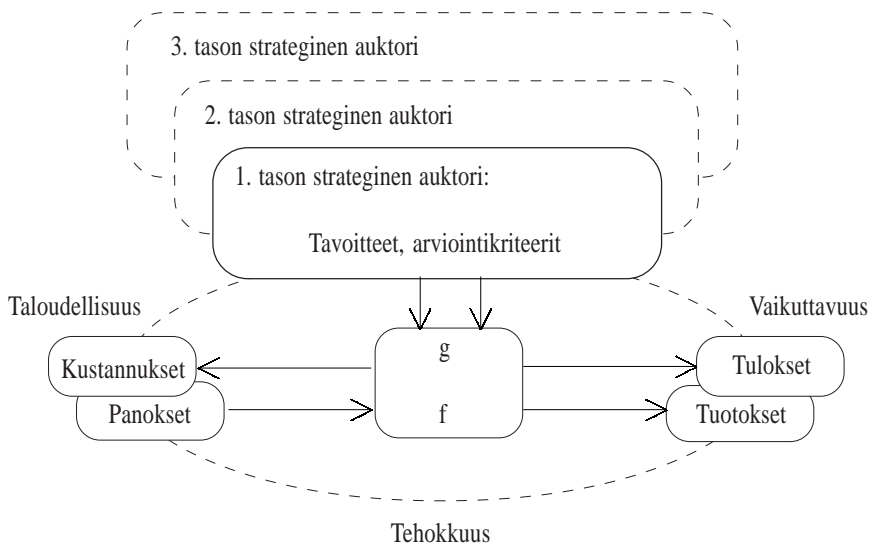 3. tason strateginen auktori
2. tason strateginen auktori
1. tason strateginen auktori:
Tavoitteet, arviointikriteerit
Taloudellisuus
Vaikuttavuus
Kustannukset
g
Tulokset
Panokset
f
Tuotokset
Tehokkuus